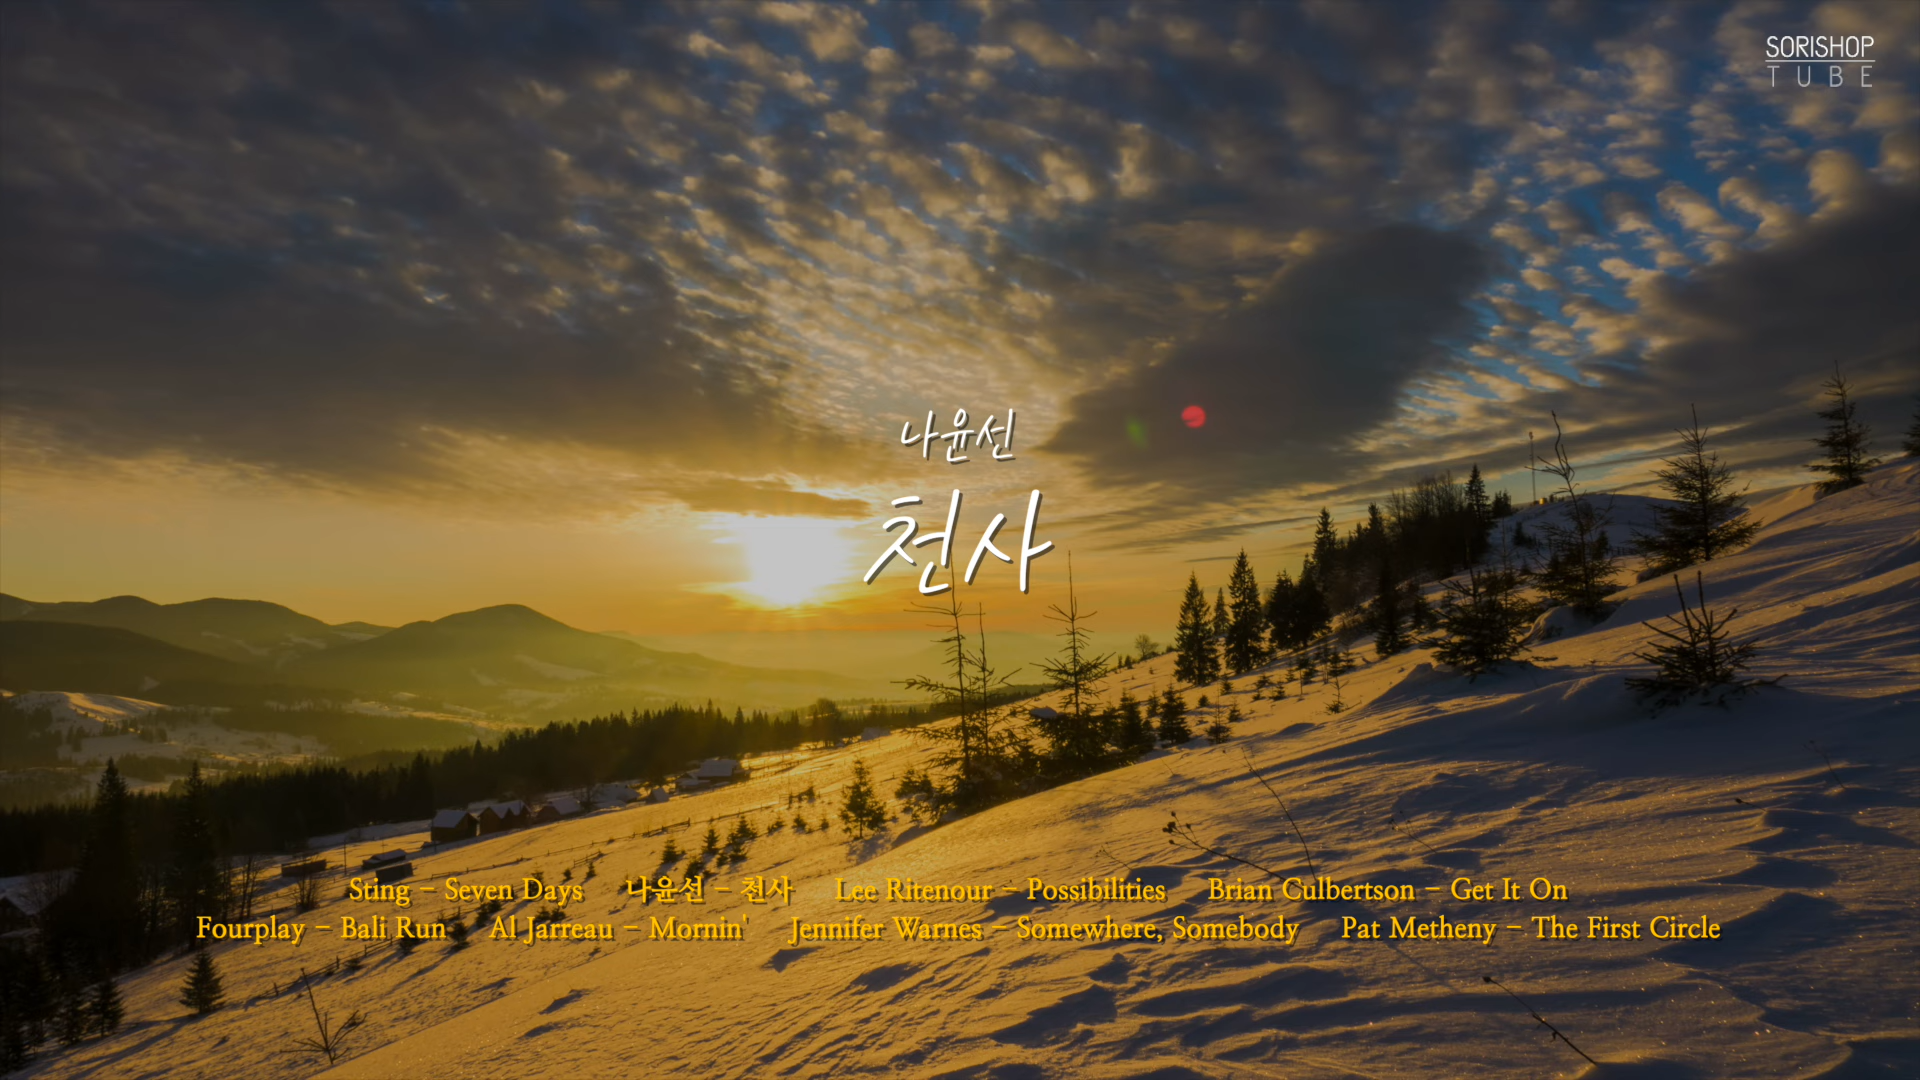 SORISHOP
TUBE
나윤선
천사
Sting - Seven Days 나윤선 - 천사 Lee Ritenour - Possibilities Brian Culbertson - Get It On
Fourplay - Bali Run Al Jarreau - Mornin' Jennifer Warnes - Somewhere, Somebody Pat Metheny - The First Circle